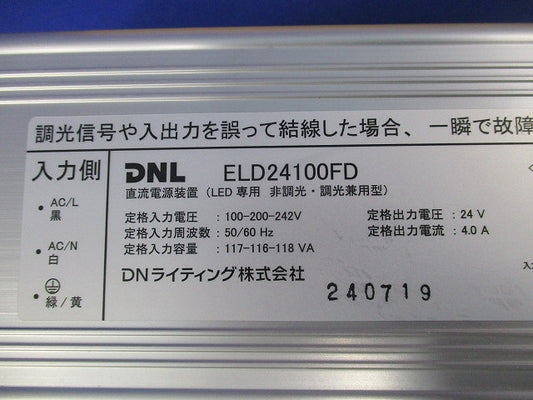 調光信号や入出力を誤って結線した場合、一瞬で故障
入力側
DNL ELD24100FD
直流電源装置 (LED専用 非調光・調光兼用型)
• AC/L
黒
• AC/N
白
•
緑/黄
定格入力電圧 : 100-200-242V
定格入力周波数 : 50/60 Hz
定格入力容量 : 117-116-118 VA
定格出力電圧 : 24 V
定格出力電流 : 4.0 A
DNライティング株式会社
240719
入